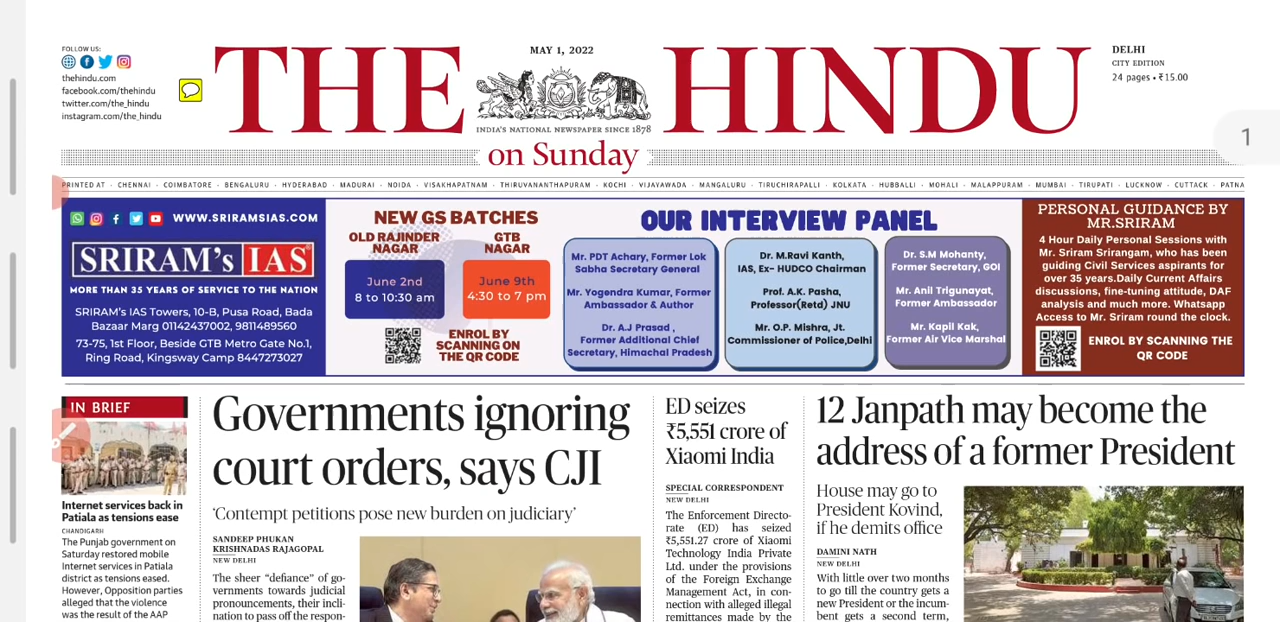 FOLLOW US:
thehindu.com
facebook.com/thehindu
twitter.com/the_hindu
instagram.com/the_hindu
MAY 1, 2022
THE HINDU
INDIA'S NATIONAL NEWSPAPER SINCE 1878
on Sunday
DELHI
CITY EDITION
24 pages • ₹15.00
1
PRINTED AT · CHENNAI · COIMBATORE · BENGALURU · HYDERABAD · MADURAI · NOIDA · VISAKHAPATNAM · THIRUVANANTHAPURAM · KOCHI · VIJAYAWADA · MANGALURU · TIRUCHIRAPALLI · KOLKATA · HUBBALLI · MOHALI · MALAPPURAM · MUMBAI · TIRUPATI · LUCKNOW · CUTTACK · PATNA
WWW.SRIRAMSIAS.COM
SRIRAM's IAS
MORE THAN 35 YEARS OF SERVICE TO THE NATION
SRIRAM's IAS Towers, 10-B, Pusa Road, Bada
Bazaar Marg 01142437002, 9811489560
73-75, 1st Floor, Beside GTB Metro Gate No.1,
Ring Road, Kingsway Camp 8447273027
NEW GS BATCHES
OLD RAJINDER
NAGAR
June 2nd
8 to 10:30 am
GTB
NAGAR
June 9th
4:30 to 7 pm
ENROL BY
SCANNING ON
THE QR CODE
OUR INTERVIEW PANEL
Mr. PDT Achary, Former Lok
Sabha Secretary General
Mr. Yogendra Kumar, Former
Ambassador & Author
Dr. A.J Prasad ,
Former Additional Chief
Secretary, Himachal Pradesh
Dr. M.Ravi Kanth,
IAS, Ex- HUDCO Chairman
Prof. A.K. Pasha,
Professor(Retd) JNU
Mr. O.P. Mishra, Jt.
Commissioner of Police,Delhi
Dr. S.M Mohanty,
Former Secretary, GOI
Mr. Anil Trigunayat,
Former Ambassador
Mr. Kapil Kak,
Former Air Vice Marshal
PERSONAL GUIDANCE BY
MR.SRIRAM
4 Hour Daily Personal Sessions with
Mr. Sriram Srirangam, who has been
guiding Civil Services aspirants for
over 35 years.Daily Current Affairs
discussions, fine-tuning attitude, DAF
analysis and much more. Whatsapp
Access to Mr. Sriram round the clock.
ENROL BY SCANNING THE
QR CODE
IN BRIEF
Internet services back in
Patiala as tensions ease
CHANDIGARH
The Punjab government on
Saturday restored mobile
Internet services in Patiala
district as tensions eased.
However, Opposition parties
alleged that the violence
was the result of the AAP
Governments ignoring
court orders, says CJI
'Contempt petitions pose new burden on judiciary'
SANDEEP PHUKAN
KRISHNADAS RAJAGOPAL
NEW DELHI
The sheer “defiance” of go-
vernments towards judicial
pronouncements, their incli-
nation to pass off the respon-
ED seizes
₹5,551 crore of
Xiaomi India
SPECIAL CORRESPONDENT
NEW DELHI
The Enforcement Directo-
rate (ED) has seized
₹5,551.27 crore of Xiaomi
Technology India Private
Ltd. under the provisions
of the Foreign Exchange
Management Act, in con-
nection with alleged illegal
remittances made by the
12 Janpath may become the
address of a former President
House may go to
President Kovind,
if he demits office
DAMINI NATH
NEW DELHI
With little over two months
to go till the country gets a
new President or the incum-
bent gets a second term,